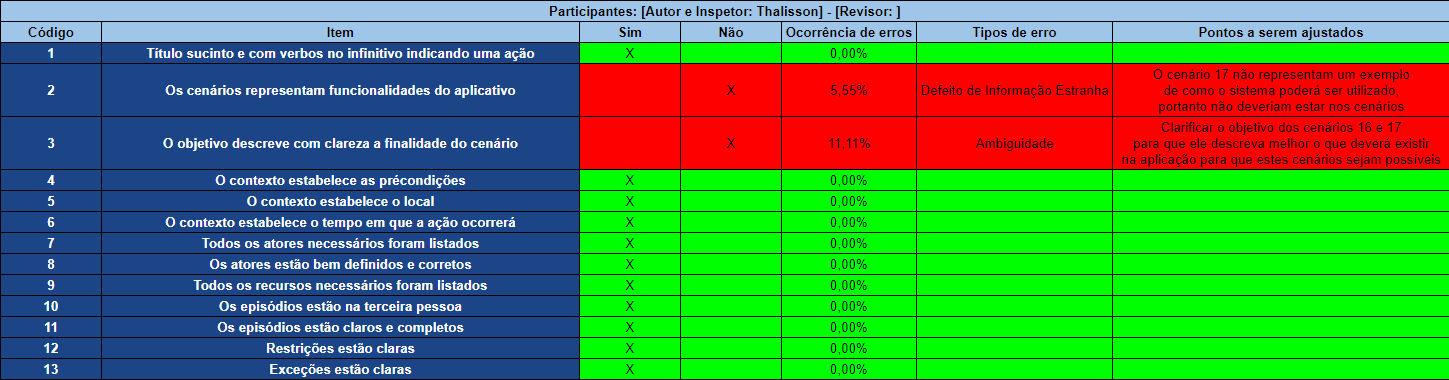 Participantes: [Autor e Inspetor: Thalisson] - [Revisor: ]
Código Item Sim Não Ocorrência de erros Tipos de erro Pontos a serem ajustados
1 Título sucinto e com verbos no infinitivo indicando uma ação X 0,00%
2 Os cenários representam funcionalidades do aplicativo X 5,55% Defeito de Informação Estranha O cenário 17 não representam um exemplo
de como o sistema poderá ser utilizado,
portanto não deveriam estar nos cenários
3 O objetivo descreve com clareza a finalidade do cenário X 11,11% Ambiguidade Clarificar o objetivo dos cenários 16 e 17
para que ele descreva melhor o que deverá existir
na aplicação para que estes cenários sejam possíveis
4 O contexto estabelece as précondições X 0,00%
5 O contexto estabelece o local X 0,00%
6 O contexto estabelece o tempo em que a ação ocorrerá X 0,00%
7 Todos os atores necessários foram listados X 0,00%
8 Os atores estão bem definidos e corretos X 0,00%
9 Todos os recursos necessários foram listados X 0,00%
10 Os episódios estão na terceira pessoa X 0,00%
11 Os episódios estão claros e completos X 0,00%
12 Restrições estão claras X 0,00%
13 Exceções estão claras X 0,00%